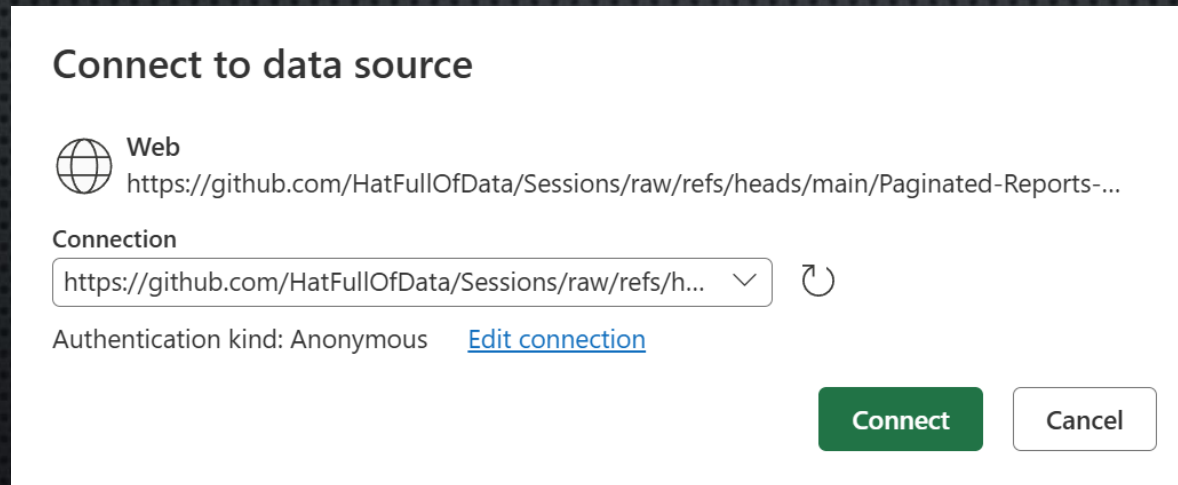 Connect to data source
Web
https://github.com/HatFullOfData/Sessions/raw/refs/heads/main/Paginated-Reports-...
Connection
https://github.com/HatFullOfData/Sessions/raw/refs/h...
Authentication kind: Anonymous Edit connection
Connect Cancel